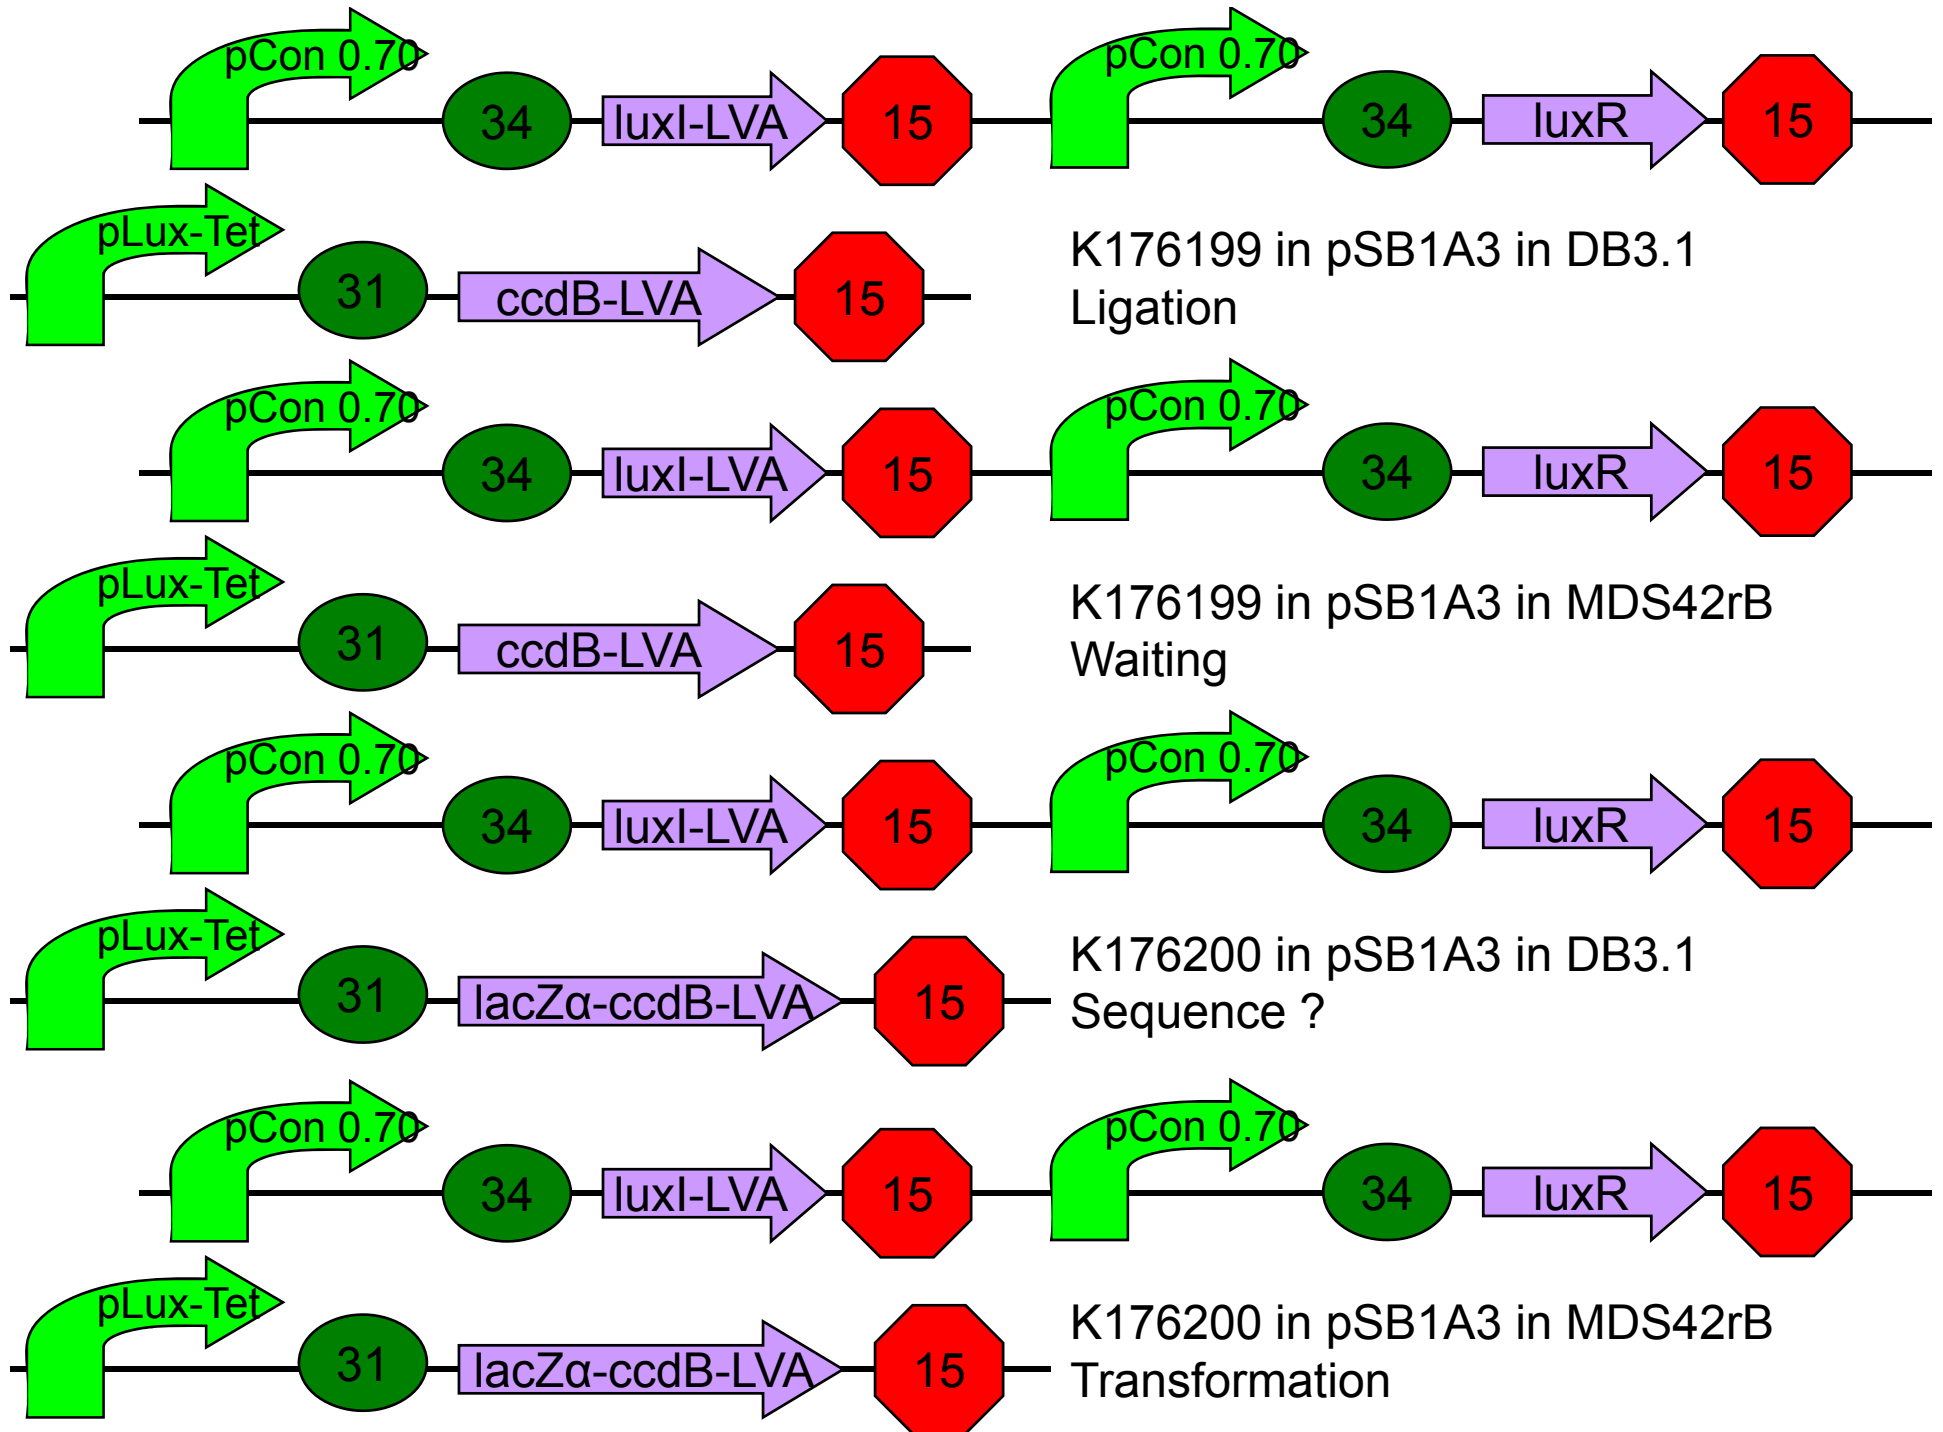 pCon 0.70 34 luxI-LVA 15 pCon 0.70 34 luxR 15
pLux-Tet 31 ccdB-LVA 15 K176199 in pSB1A3 in DB3.1
Ligation
pCon 0.70 34 luxI-LVA 15 pCon 0.70 34 luxR 15
pLux-Tet 31 ccdB-LVA 15 K176199 in pSB1A3 in MDS42rB
Waiting
pCon 0.70 34 luxI-LVA 15 pCon 0.70 34 luxR 15
pLux-Tet 31 lacZα-ccdB-LVA 15 K176200 in pSB1A3 in DB3.1
Sequence ?
pCon 0.70 34 luxI-LVA 15 pCon 0.70 34 luxR 15
pLux-Tet 31 lacZα-ccdB-LVA 15 K176200 in pSB1A3 in MDS42rB
Transformation